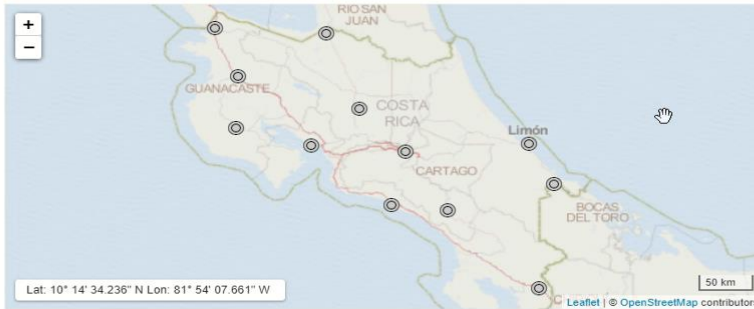 +
−
RIO SAN
JUAN
GUANACASTE
COSTA
RICA
Limón
CARTAGO
BOCAS
DEL TORO
Lat: 10° 14' 34.236" N Lon: 81° 54' 07.661" W
50 km
Leaflet | © OpenStreetMap contributor